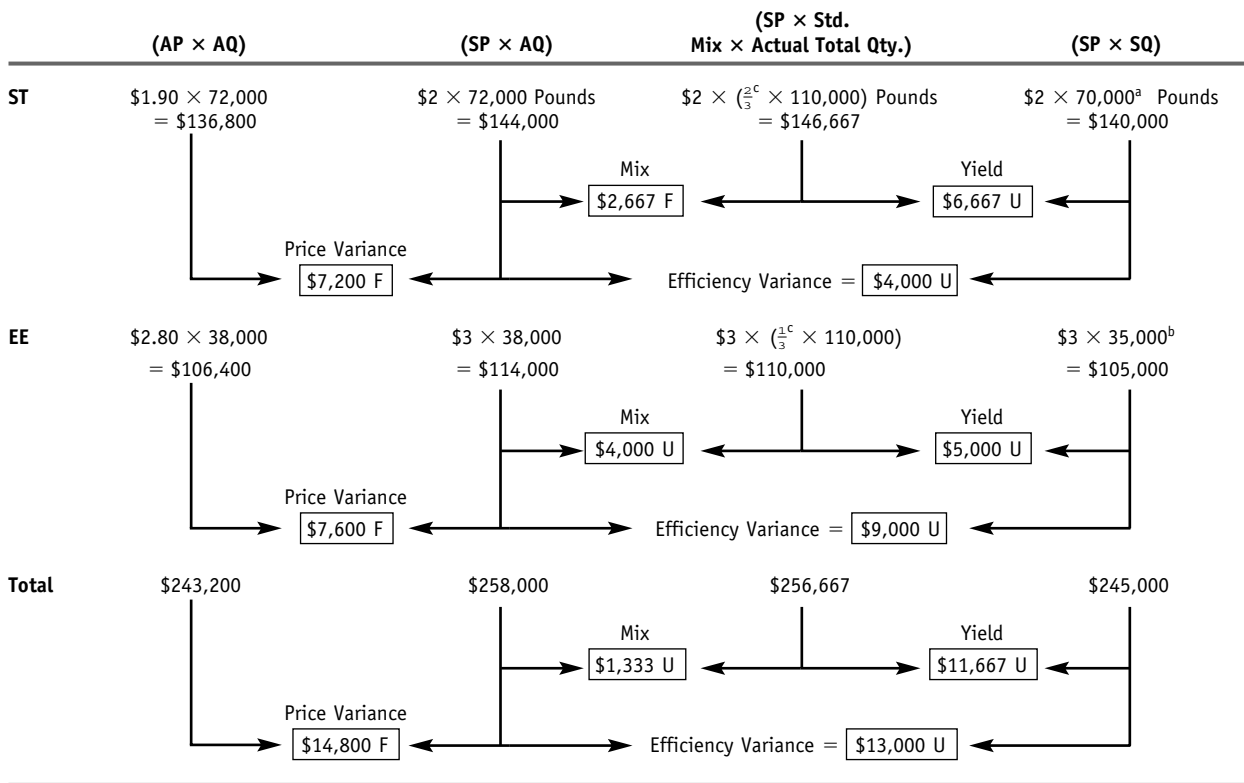 (AP × AQ) (SP × AQ) (SP × Std. Mix × Actual Total Qty.) (SP × SQ)
ST $1.90 × 72,000 $2 × 72,000 Pounds $2 × (2/3ᶜ × 110,000) Pounds $2 × 70,000ᵃ Pounds
= $136,800 = $144,000 = $146,667 = $140,000
Mix Yield
$2,667 F $6,667 U
Price Variance
$7,200 F Efficiency Variance = $4,000 U
EE $2.80 × 38,000 $3 × 38,000 $3 × (1/3ᶜ × 110,000) $3 × 35,000ᵇ
= $106,400 = $114,000 = $110,000 = $105,000
Mix Yield
$4,000 U $5,000 U
Price Variance
$7,600 F Efficiency Variance = $9,000 U
Total $243,200 $258,000 $256,667 $245,000
Mix Yield
$1,333 U $11,667 U
Price Variance
$14,800 F Efficiency Variance = $13,000 U